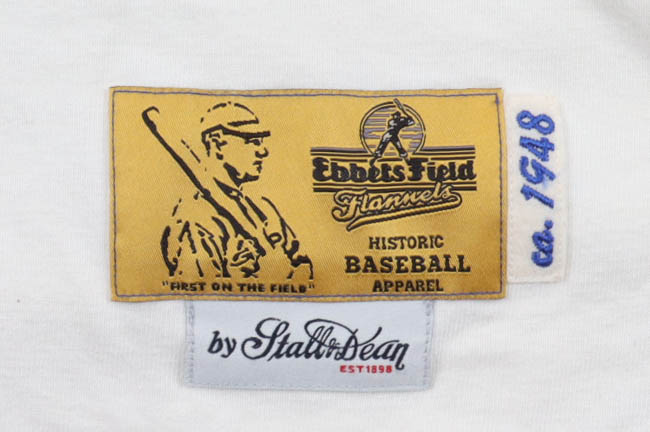 "FIRST ON THE FIELD"
Ebbets Field
Flannels
HISTORIC
BASEBALL
APPAREL
ca. 1948
by Stall & Dean
EST 1898